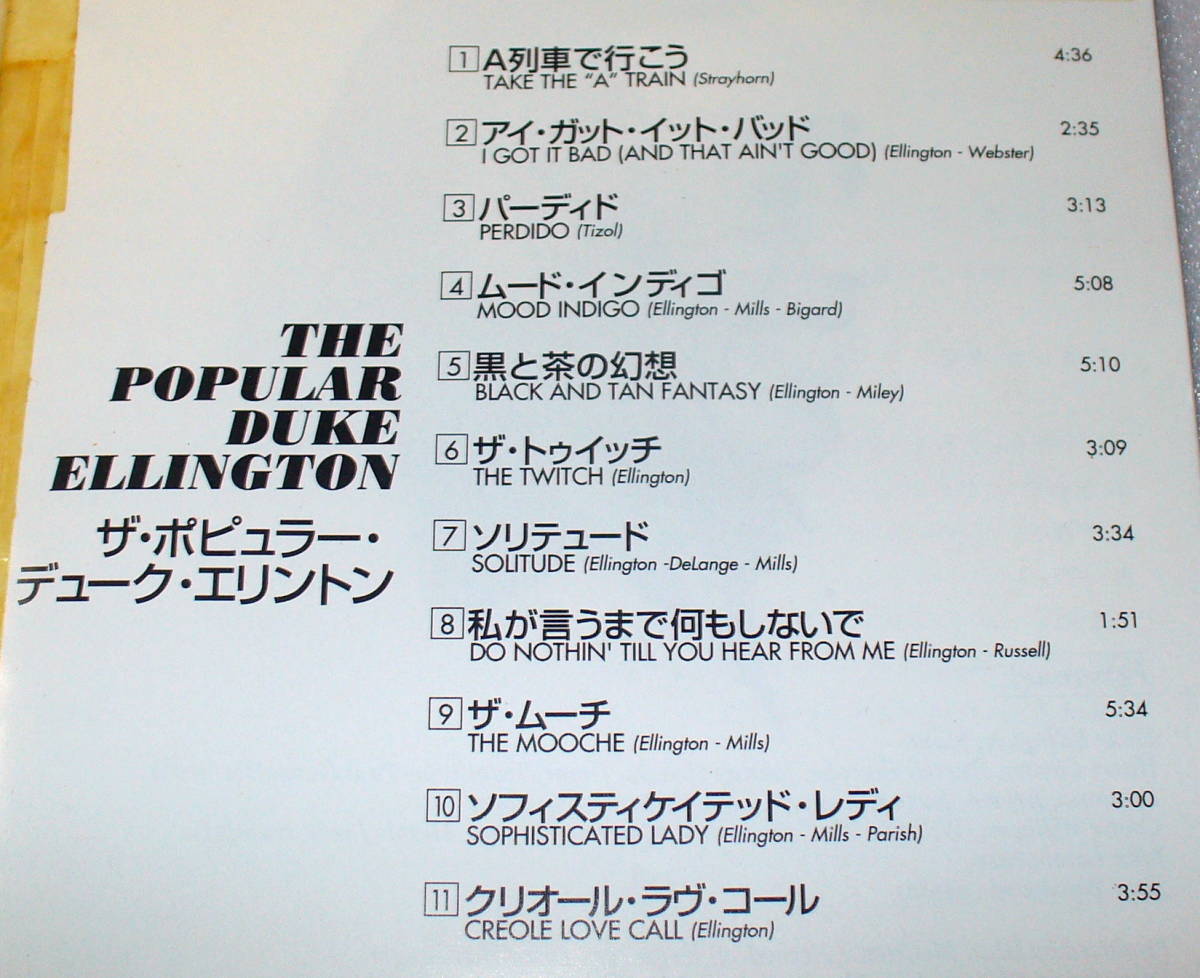 THE
POPULAR
DUKE
ELLINGTON
ザ・ポピュラー・
デューク・エリントン
1 A列車で行こう 4:36
TAKE THE "A" TRAIN (Strayhorn)
2 アイ・ガット・イット・バッド 2:35
I GOT IT BAD (AND THAT AIN'T GOOD) (Ellington - Webster)
3 パーディド 3:13
PERDIDO (Tizol)
4 ムード・インディゴ 5:08
MOOD INDIGO (Ellington - Mills - Bigard)
5 黒と茶の幻想 5:10
BLACK AND TAN FANTASY (Ellington - Miley)
6 ザ・トゥイッチ 3:09
THE TWITCH (Ellington)
7 ソリテュード 3:34
SOLITUDE (Ellington -DeLange - Mills)
8 私が言うまで何もしないで 1:51
DO NOTHIN' TILL YOU HEAR FROM ME (Ellington - Russell)
9 ザ・ムーチ 5:34
THE MOOCHE (Ellington - Mills)
10 ソフィスティケイテッド・レディ 3:00
SOPHISTICATED LADY (Ellington - Mills - Parish)
11 クリオール・ラヴ・コール 3:55
CREOLE LOVE CALL (Ellington)